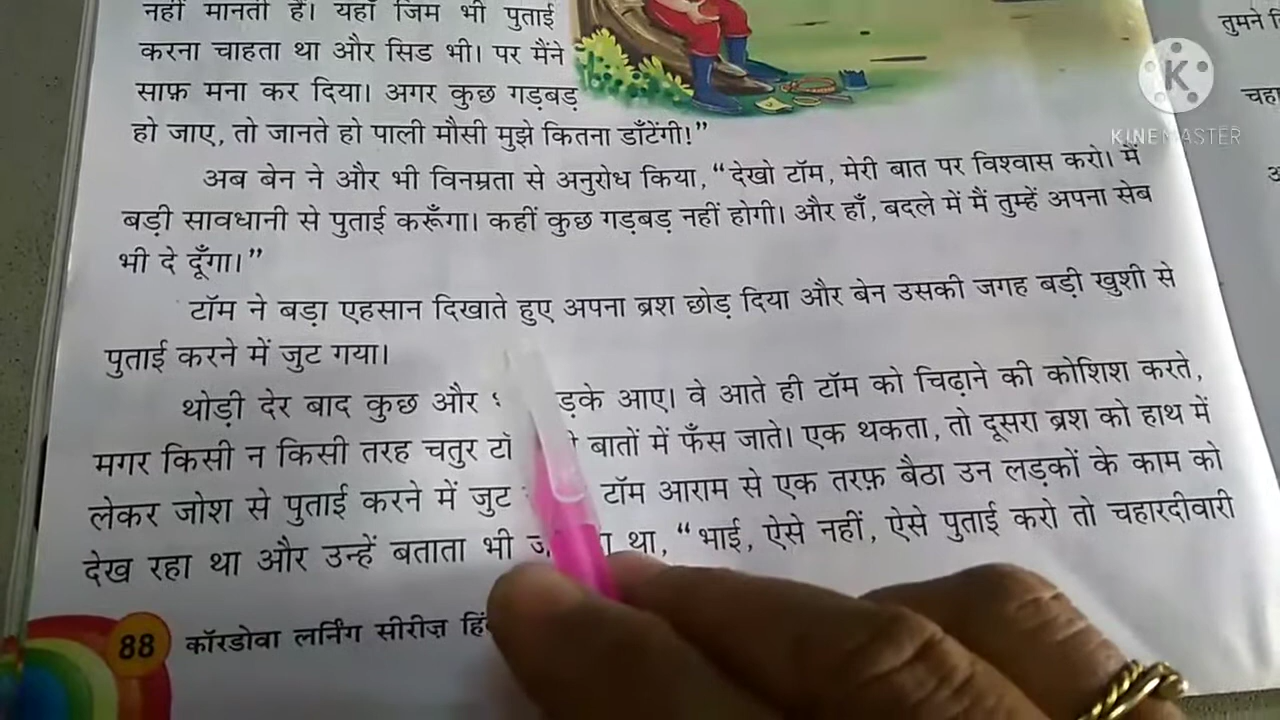 नहीं मानती हैं। यहाँ जिम भी पुताई
करना चाहता था और सिड भी। पर मैंने
साफ़ मना कर दिया। अगर कुछ गड़बड़
हो जाए, तो जानते हो पाली मौसी मुझे कितना डाँटेंगी!”
अब बेन ने और भी विनम्रता से अनुरोध किया, “देखो टॉम, मेरी बात पर विश्वास करो। मैं
बड़ी सावधानी से पुताई करूँगा। कहीं कुछ गड़बड़ नहीं होगी। और हाँ, बदले में मैं तुम्हें अपना सेब
भी दे दूँगा।”
टॉम ने बड़ा एहसान दिखाते हुए अपना ब्रश छोड़ दिया और बेन उसकी जगह बड़ी खुशी से
पुताई करने में जुट गया।
थोड़ी देर बाद कुछ और आए। वे आते ही टॉम को चिढ़ाने की कोशिश करते,
मगर किसी न किसी तरह चतुर बातों में फँस जाते। एक थकता, तो दूसरा ब्रश को हाथ में
लेकर जोश से पुताई करने में जुट टॉम आराम से एक तरफ़ बैठा उन लड़कों के काम को
देख रहा था और उन्हें बताता भी था, “भाई, ऐसे नहीं, ऐसे पुताई करो तो चहारदीवारी
88 कॉरडोवा लर्निंग सीरीज़
तुमने
K
KINEMASTER